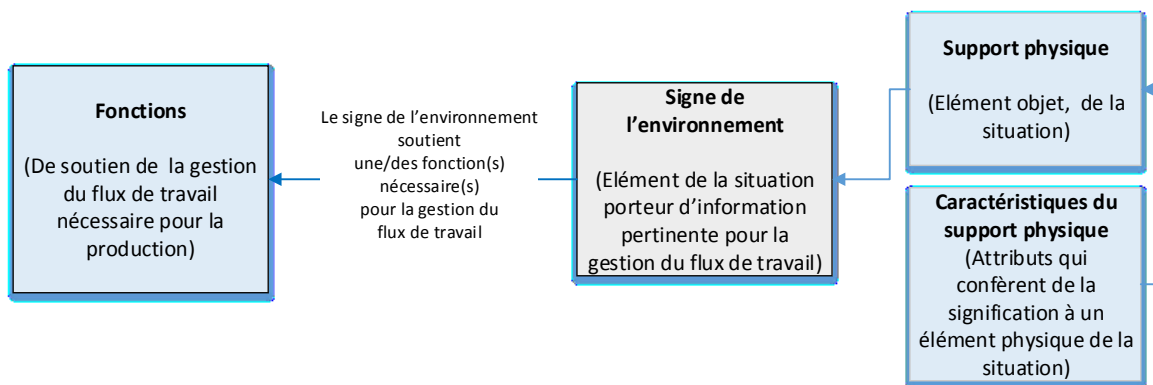 Fonctions
(De soutien de la gestion
du flux de travail
nécessaire pour la
production)
Le signe de l’environnement
soutient
une/des fonction(s)
nécessaire(s)
pour la gestion du
flux de travail
Signe de
l’environnement
(Elément de la situation
porteur d’information
pertinente pour la
gestion du flux de travail)
Support physique
(Elément objet, de la
situation)
Caractéristiques du
support physique
(Attributs qui
confèrent de la
signification à un
élément physique de la
situation)